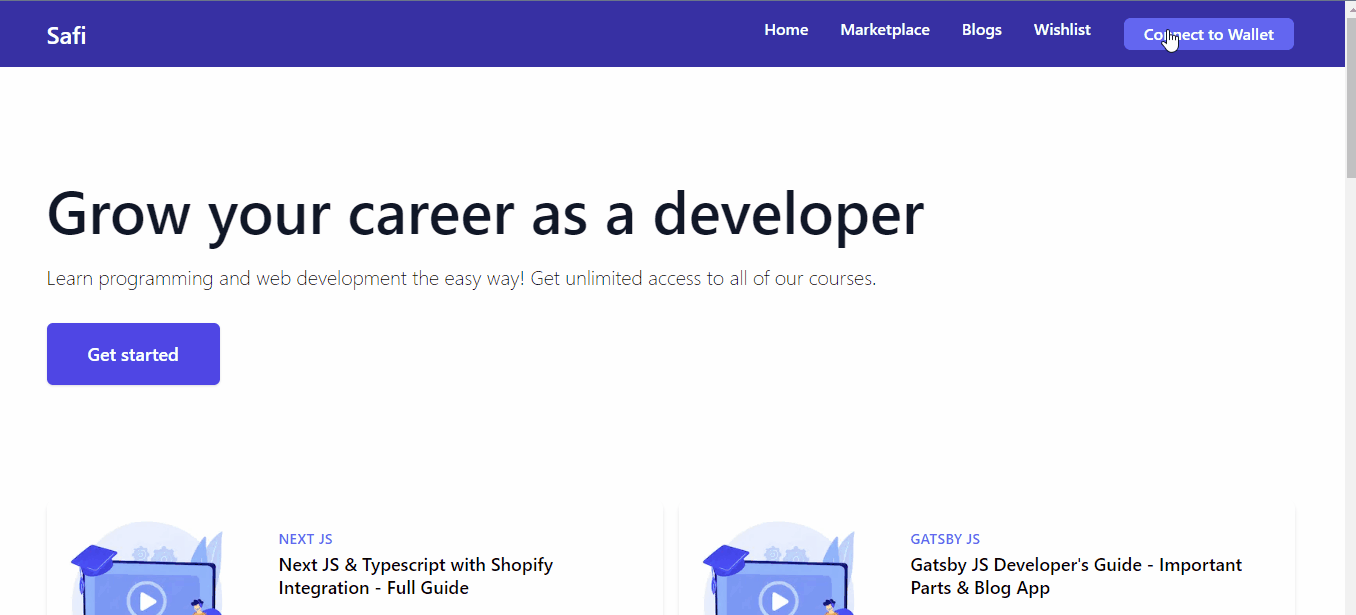 Safi
Home
Marketplace
Blogs
Wishlist
Connect to Wallet
Grow your career as a developer
Learn programming and web development the easy way! Get unlimited access to all of our courses.
Get started
NEXT JS
Next JS & Typescript with Shopify
Integration - Full Guide
GATSBY JS
Gatsby JS Developer's Guide - Important
Parts & Blog App